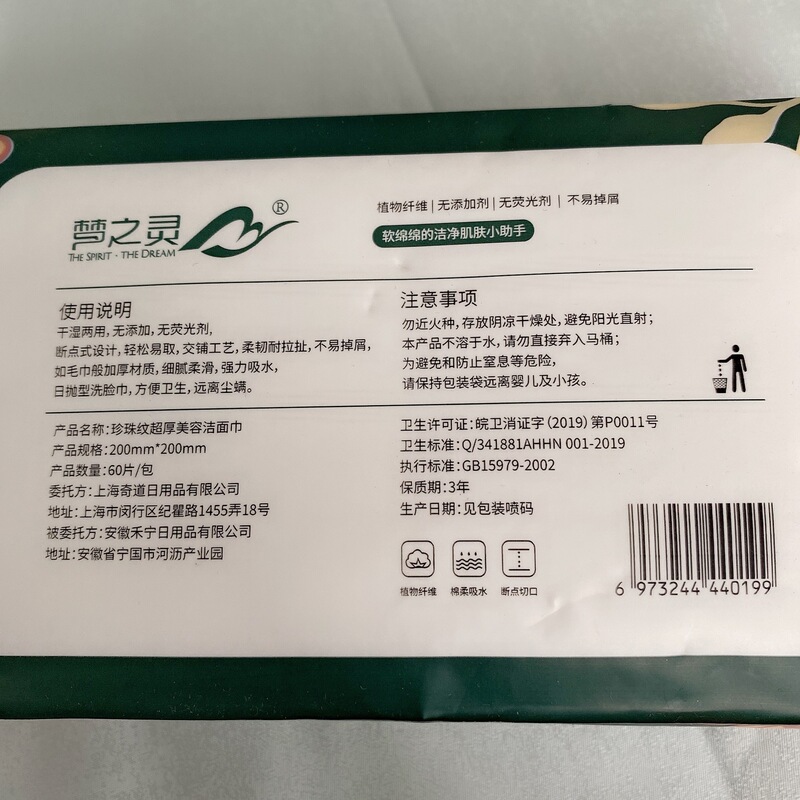 梦之灵®
THE SPIRIT · THE DREAM
植物纤维 | 无添加剂 | 无荧光剂 | 不易掉屑
软绵绵的洁净肌肤小助手
使用说明
干湿两用，无添加，无荧光剂，
断点式设计，轻松易取，交铺工艺，柔韧耐拉扯，不易掉屑，
如毛巾般加厚材质，细腻柔滑，强力吸水，
日抛型洗脸巾，方便卫生，远离尘螨。
注意事项
勿近火种，存放阴凉干燥处，避免阳光直射；
本产品不溶于水，请勿直接弃入马桶；
为避免和防止窒息等危险，
请保持包装袋远离婴儿及小孩。
产品名称：珍珠纹超厚美容洁面巾
产品规格：200mm*200mm
产品数量：60片/包
委托方：上海奇道日用品有限公司
地址：上海市闵行区纪翟路1455弄18号
被委托方：安徽禾宁日用品有限公司
地址：安徽省宁国市河沥产业园
卫生许可证：皖卫消证字（2019）第P0011号
卫生标准：Q/341881AHHN 001-2019
执行标准：GB15979-2002
保质期：3年
生产日期：见包装喷码
植物纤维 棉柔吸水 断点切口
6 973244 440199